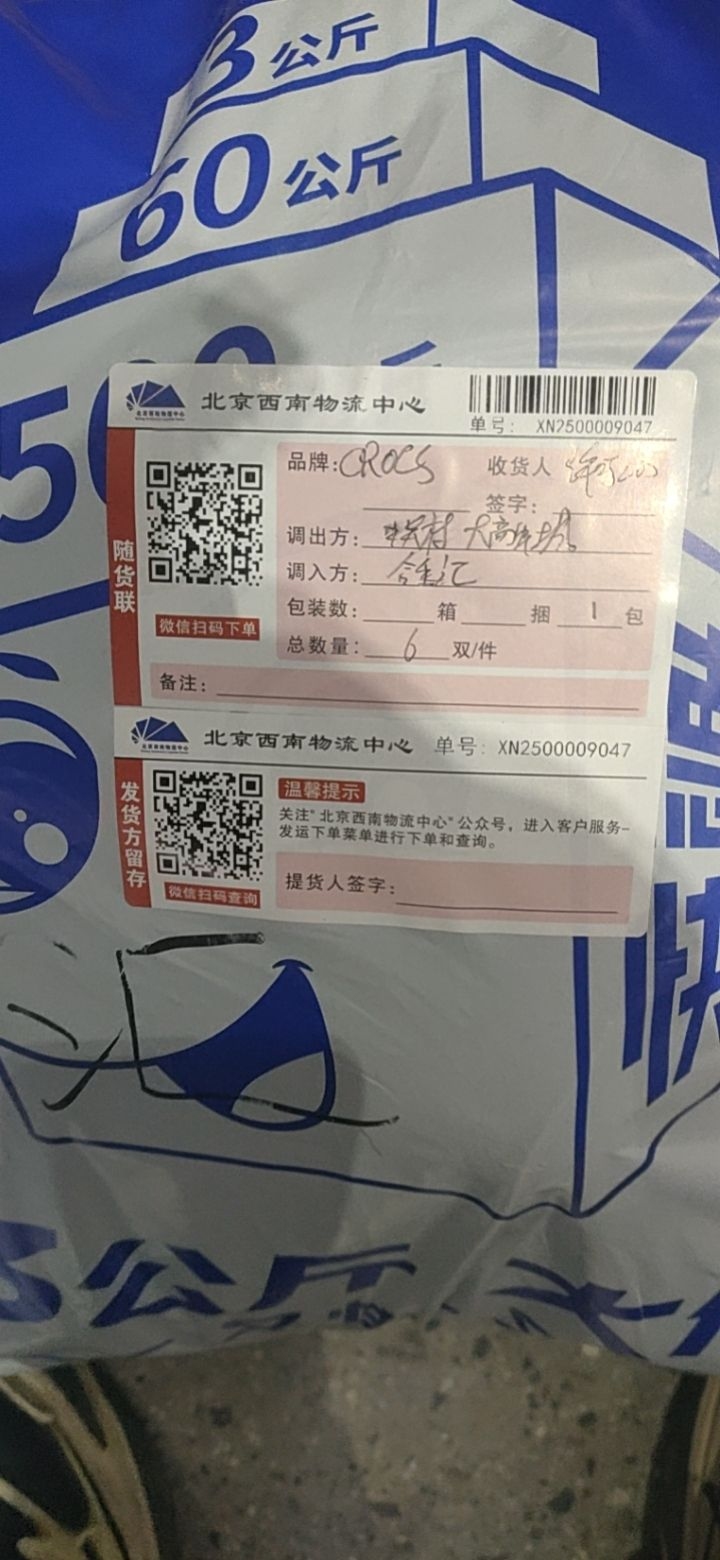 3公斤
60公斤
500
北京西南物流中心
单号: XN2500009047
品牌:CROCS 收货人
签字:
随货联
调出方:
调入方:
包装数: 箱 捆 1 包
总数量: 6 双/件
微信扫码下单
备注:
北京西南物流中心 单号: XN2500009047
发货方留存
温馨提示
关注"北京西南物流中心"公众号，进入客户服务-
发运下单菜单进行下单和查询。
微信扫码查询
提货人签字:
汇
快
公斤